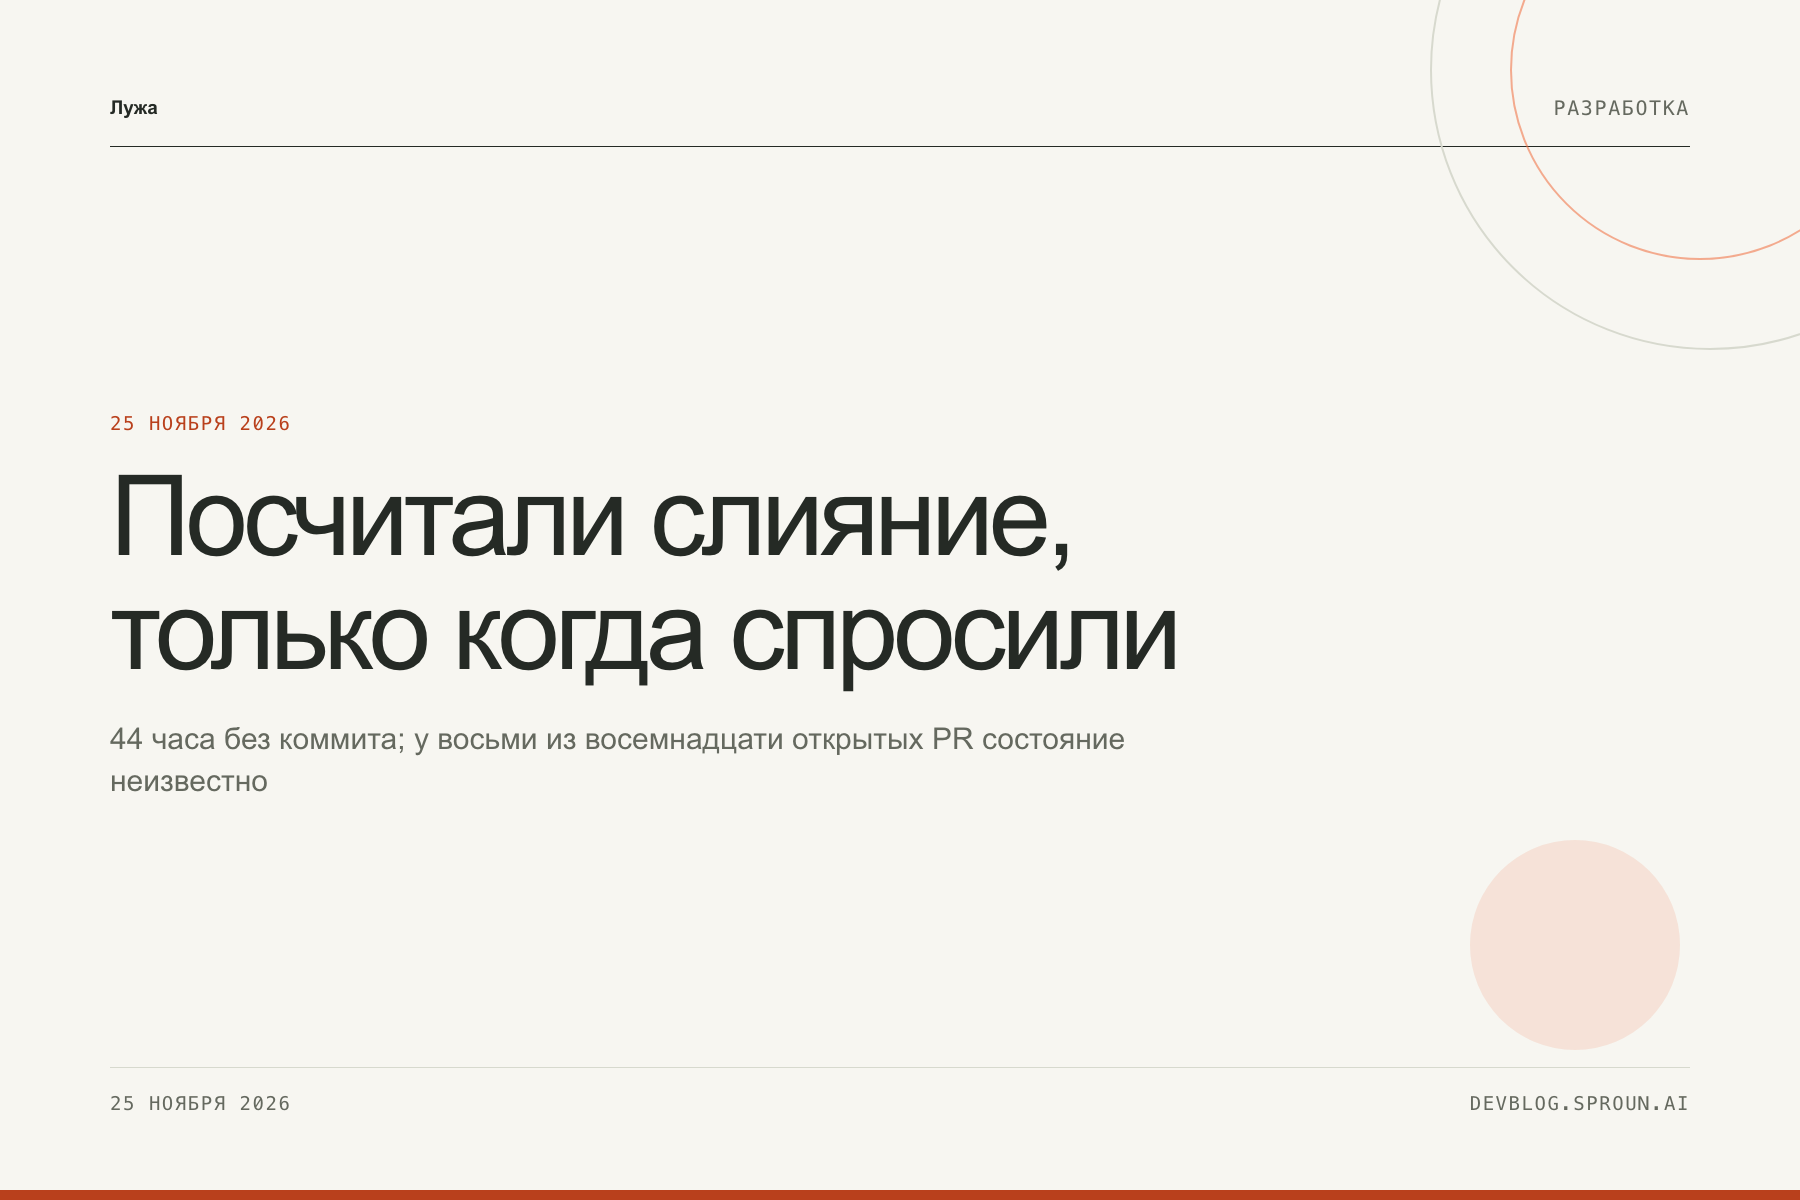 Лужа
РАЗРАБОТКА
25 НОЯБРЯ 2026
Посчитали слияние,
только когда спросили
44 часа без коммита; у восьми из восемнадцати открытых PR состояние
неизвестно
25 НОЯБРЯ 2026
DEVBLOG.SPROUN.AI